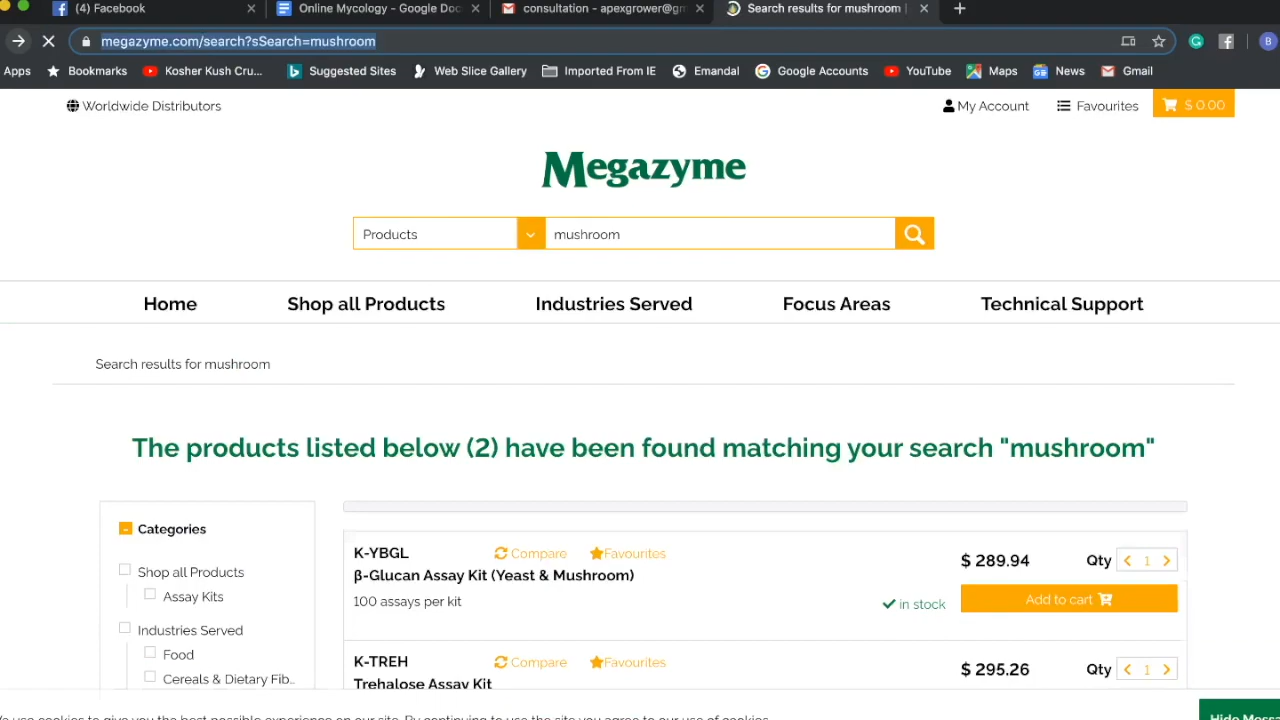 (4) Facebook
Online Mycology - Google Doc
consultation - apexgrower@gm
Search results for mushroom |
megazyme.com/search?sSearch=mushroom
B
Apps
Bookmarks
Kosher Kush Cru...
Suggested Sites
Web Slice Gallery
Imported From IE
Emandal
Google Accounts
YouTube
Maps
News
Gmail
Worldwide Distributors
My Account
Favourites
$ 0.00
Megazyme
Products
mushroom
Home
Shop all Products
Industries Served
Focus Areas
Technical Support
Search results for mushroom
The products listed below (2) have been found matching your search "mushroom"
Categories
Shop all Products
Assay Kits
Industries Served
Food
Cereals & Dietary Fib...
K-YBGL
Compare
Favourites
β-Glucan Assay Kit (Yeast & Mushroom)
100 assays per kit
in stock
$ 289.94
Qty
1
Add to cart
K-TREH
Compare
Favourites
Trehalose Assay Kit
$ 295.26
Qty
1
use cookies to give you the best possible experience on our site. By continuing to use the site you agree to our use of cookies.
Hide Messa